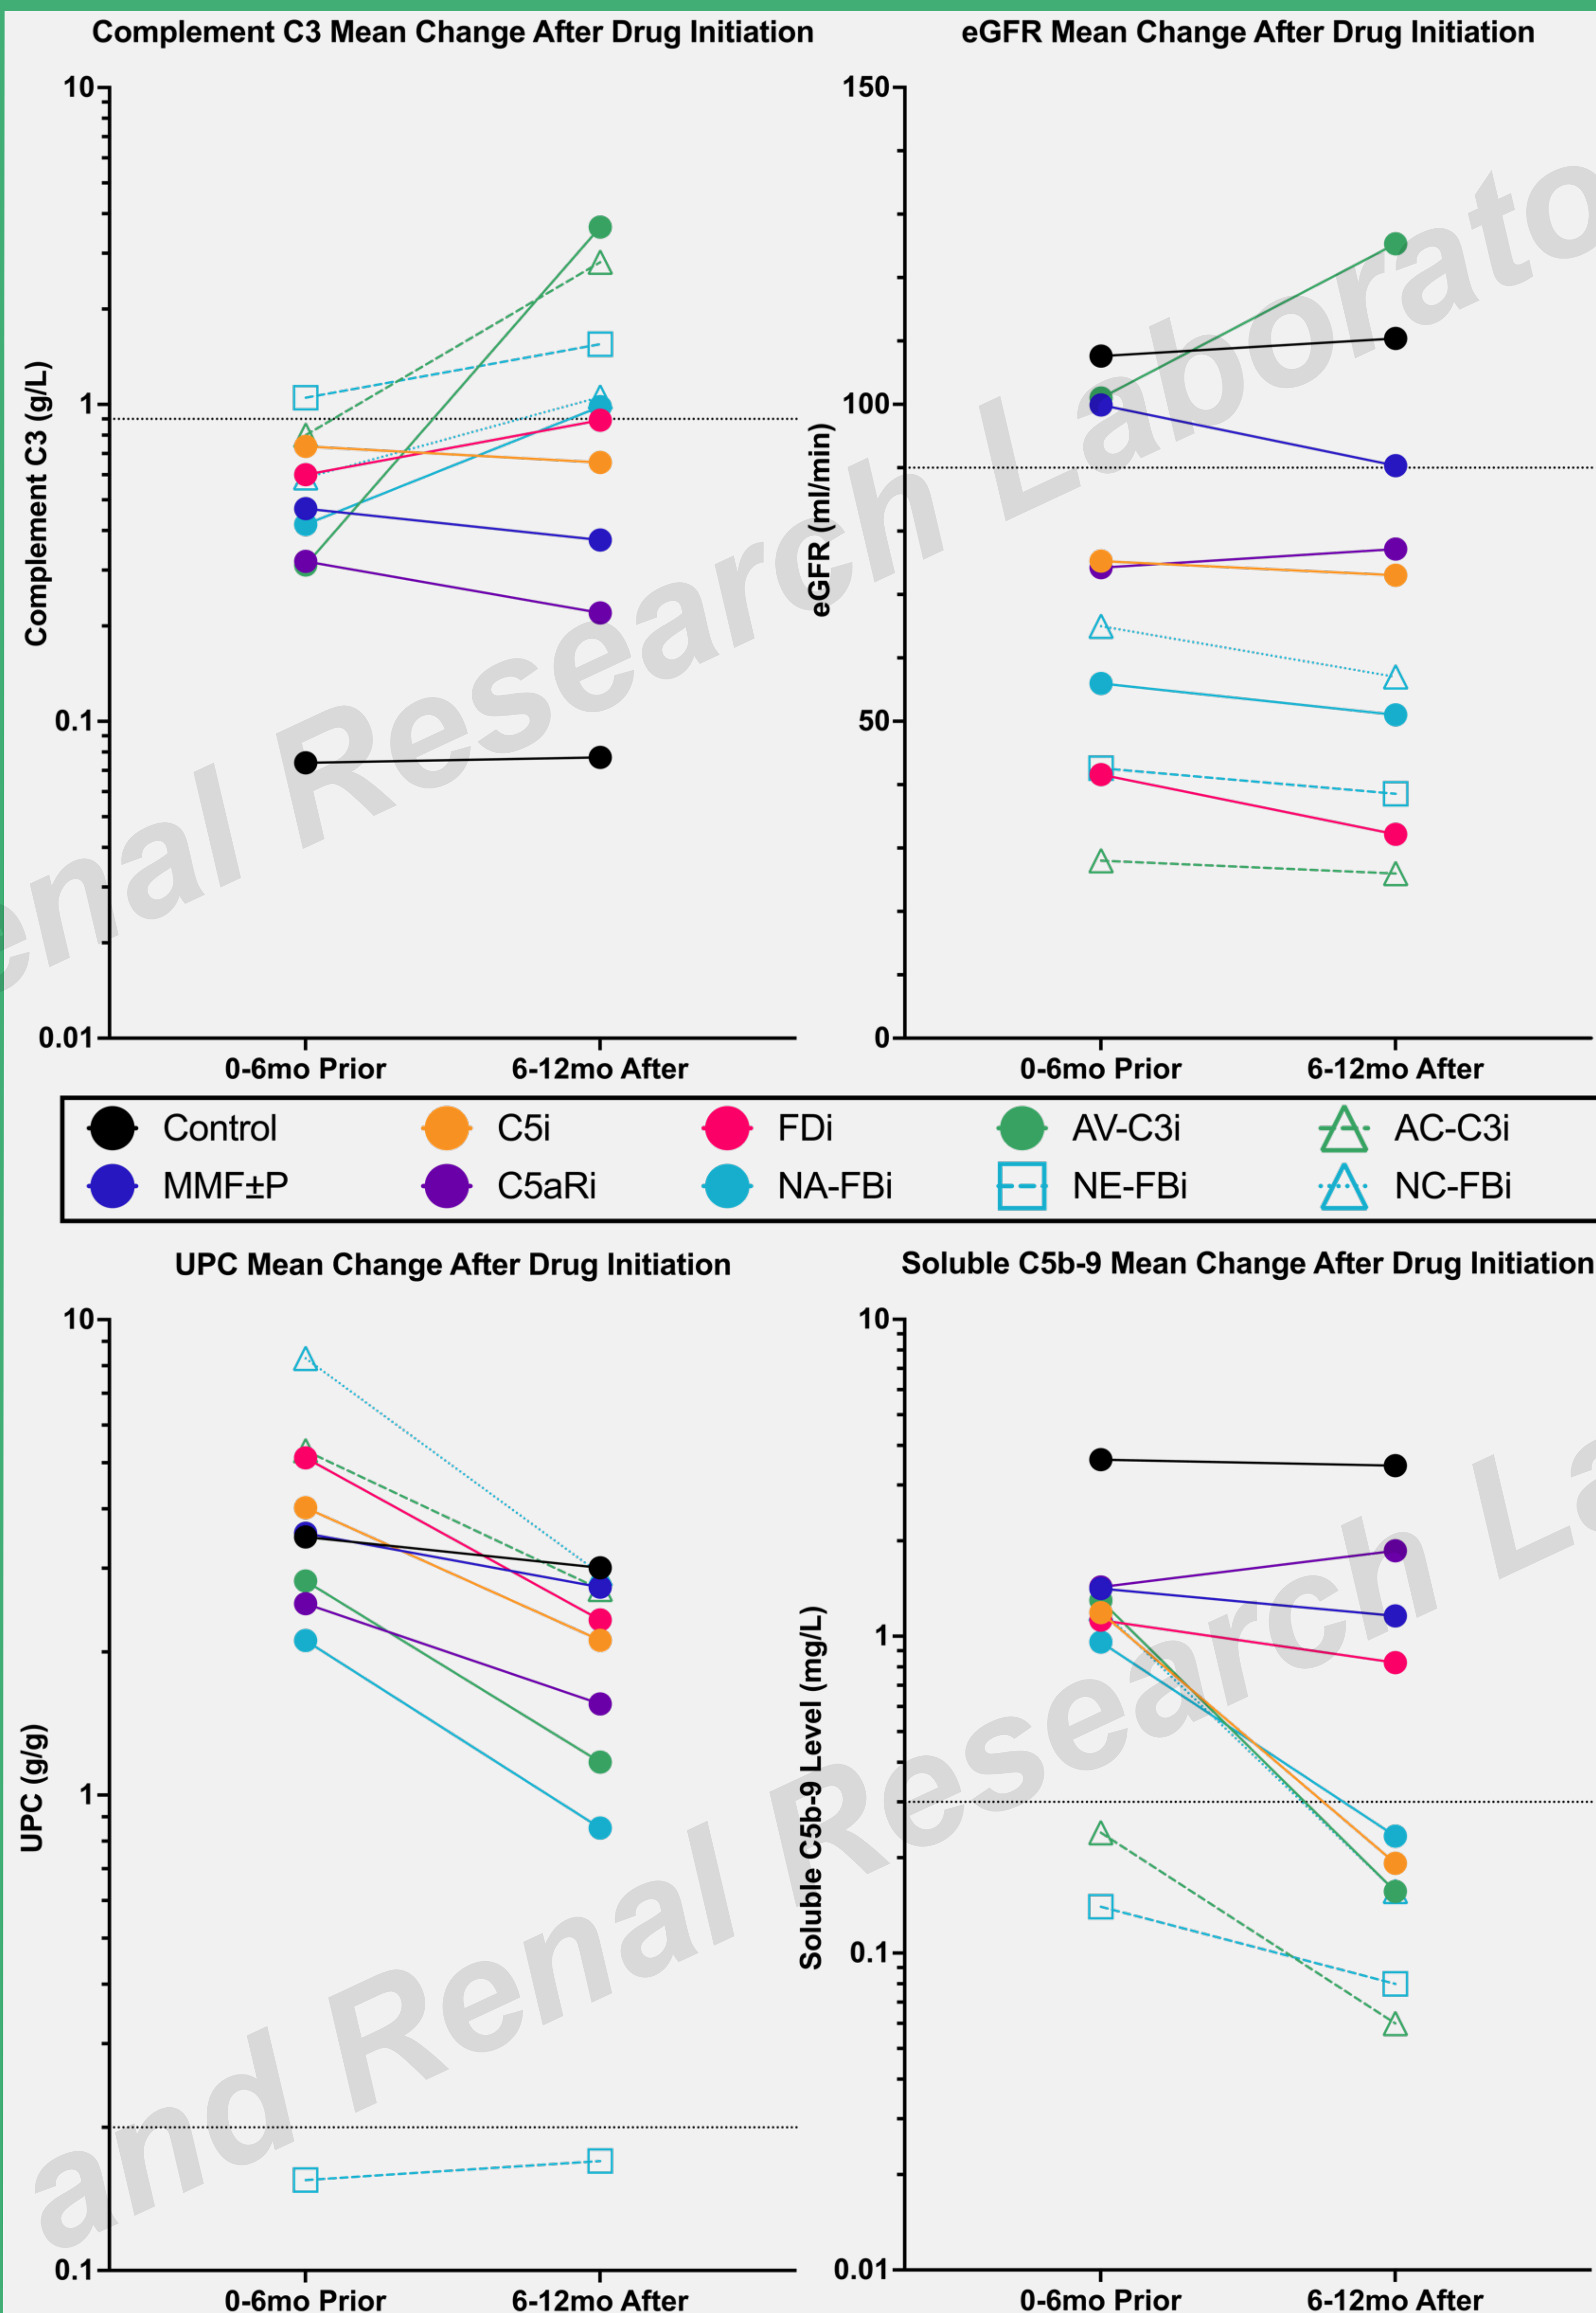 Complement C3 Mean Change After Drug Initiation
10
1
0.1
0.01
Complement C3 (g/L)
0-6mo Prior 6-12mo After
eGFR Mean Change After Drug Initiation
150
100
50
0
eGFR (ml/min)
0-6mo Prior 6-12mo After
Control C5i FDi AV-C3i AC-C3i
MMF±P C5aRi NA-FBi NE-FBi NC-FBi
UPC Mean Change After Drug Initiation
10
1
0.1
UPC (g/g)
0-6mo Prior 6-12mo After
Soluble C5b-9 Mean Change After Drug Initiation
10
1
0.1
0.01
Soluble C5b-9 Level (mg/L)
0-6mo Prior 6-12mo After
enal Research Laborato
and Renal Research La